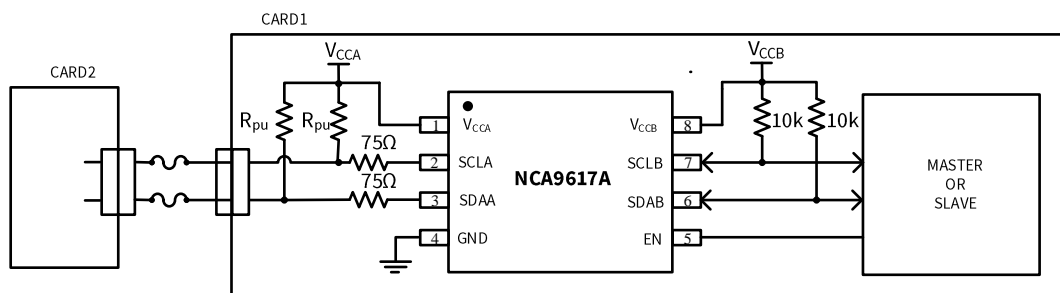 CARD1
CARD2
VCCA
VCCB
Rpu
Rpu
10k
10k
75Ω
75Ω
1
VCCA
VCCB
8
2
SCLA
SCLB
7
NCA9617A
3
SDAA
SDAB
6
4
GND
EN
5
MASTER
OR
SLAVE